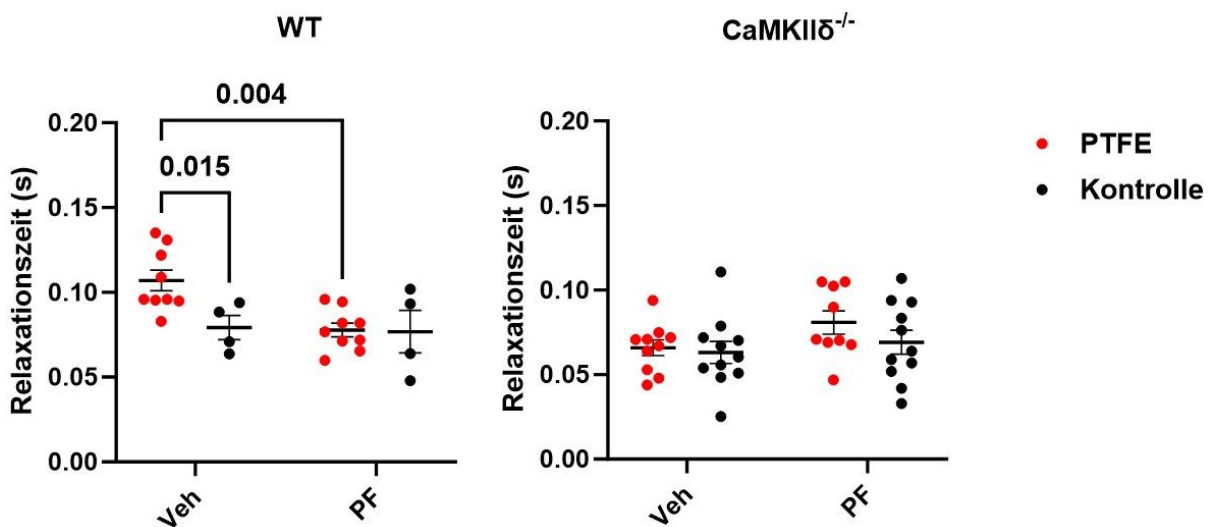 WT
0.004
0.015
Relaxationszeit (s)
0.20
0.15
0.10
0.05
0.00
Veh
PF
CaMKIIδ-/-
Relaxationszeit (s)
0.20
0.15
0.10
0.05
0.00
Veh
PF
PTFE
Kontrolle